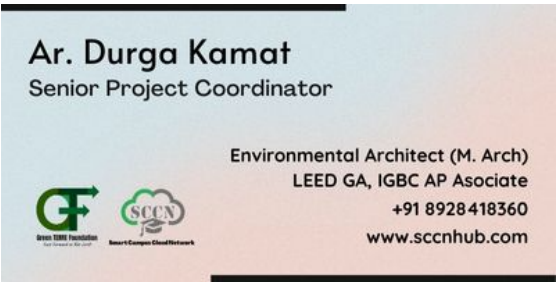 Ar. Durga Kamat
Senior Project Coordinator
Environmental Architect (M. Arch)
LEED GA, IGBC AP Asociate
+91 8928418360
www.sccnhub.com
GTF
Green TERRE Foundation
SCCN
Smart Campus Cloud Network